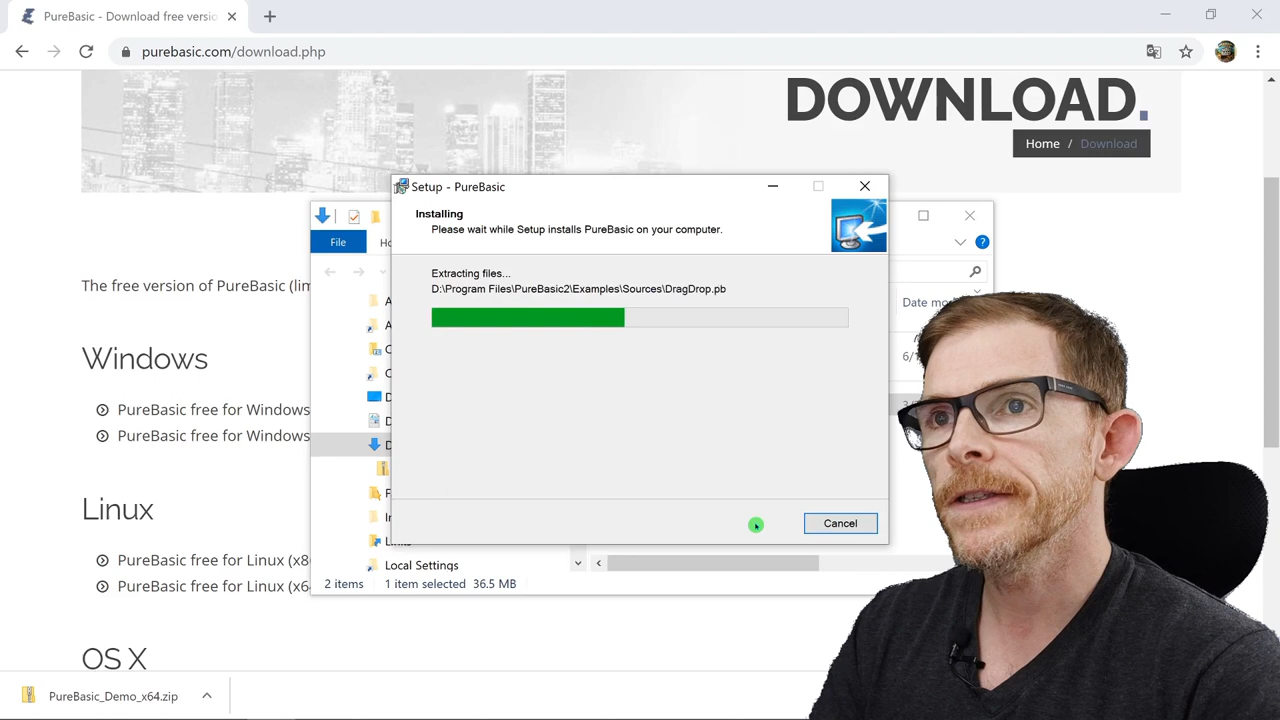 PureBasic - Download free versio
purebasic.com/download.php
DOWNLOAD.
Home / Download
Setup - PureBasic
Installing
Please wait while Setup installs PureBasic on your computer.
File
Extracting files...
D:\Program Files\PureBasic2\Examples\Sources\DragDrop.pb
The free version of PureBasic (lim
Date mo
Windows
PureBasic free for Windows
PureBasic free for Windows
Linux
Cancel
PureBasic free for Linux (x8
Local Settings
PureBasic free for Linux (x64
2 items
1 item selected 36.5 MB
OS X
PureBasic_Demo_x64.zip